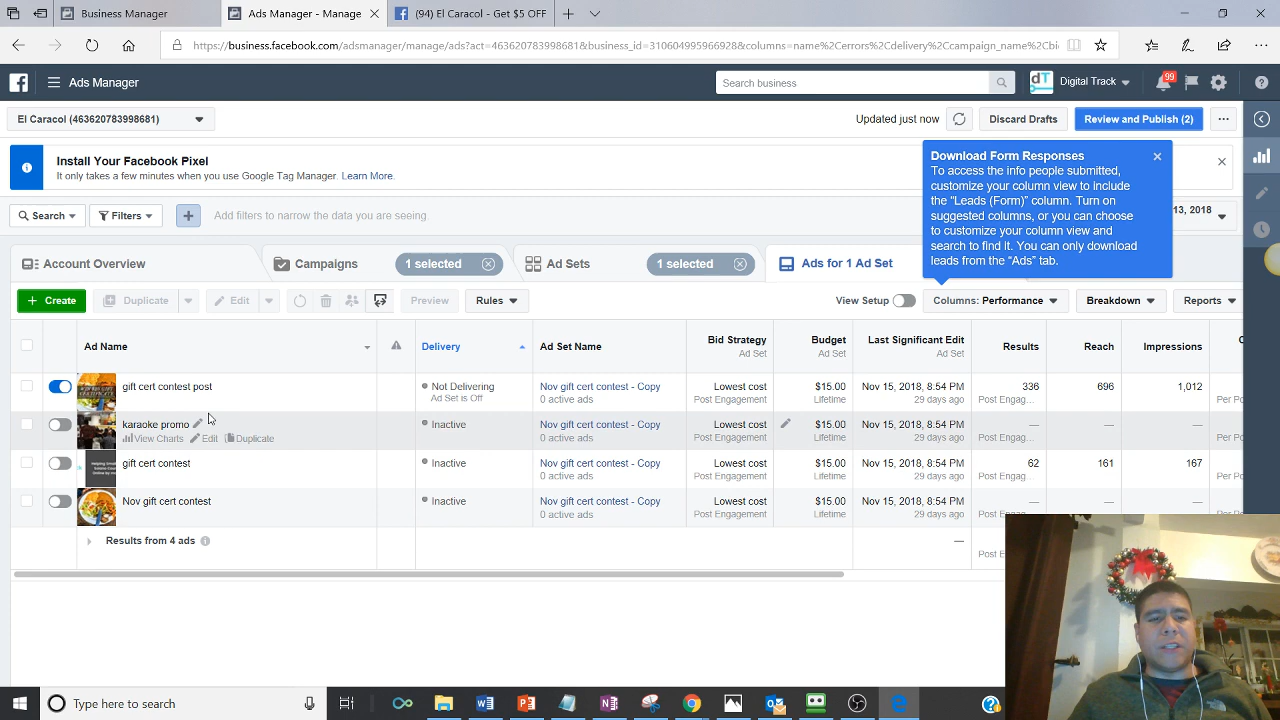 Business Manager
Ads Manager - Manage
(94) El Caracol - Get $5 OFF
https://business.facebook.com/adsmanager/manage/ads?act=463620783998681&business_id=310604995966928&columns=name%2Cerrors%2Cdelivery%2Ccampaign_name%2Cbi
Ads Manager
Search business
dT
Digital Track
99
El Caracol (463620783998681)
Updated just now
Discard Drafts
Review and Publish (2)
Install Your Facebook Pixel
It only takes a few minutes when you use Google Tag Manager. Learn More.
Download Form Responses
To access the info people submitted,
customize your column view to include
the "Leads (Form)" column. Turn on
suggested columns, or you can choose
to customize your column view and
search to find it. You can only download
leads from the "Ads" tab.
Search
Filters
Add filters to narrow the data you are seeing.
13, 2018
Account Overview
Campaigns
1 selected
Ad Sets
1 selected
Ads for 1 Ad Set
Create
Duplicate
Edit
Preview
Rules
View Setup
Columns: Performance
Breakdown
Reports
Ad Name
Delivery
Ad Set Name
Bid Strategy
Ad Set
Budget
Ad Set
Last Significant Edit
Ad Set
Results
Reach
Impressions
gift cert contest post
Not Delivering
Ad Set is Off
Nov gift cert contest - Copy
0 active ads
Lowest cost
Post Engagement
$15.00
Lifetime
Nov 15, 2018, 8:54 PM
29 days ago
336
Post Engag...
696
1,012
Per Po
karaoke promo
View Charts
Edit
Duplicate
Inactive
Nov gift cert contest - Copy
0 active ads
Lowest cost
Post Engagement
$15.00
Lifetime
Nov 15, 2018, 8:54 PM
29 days ago
—
Post Engag...
—
—
Per P
gift cert contest
Inactive
Nov gift cert contest - Copy
0 active ads
Lowest cost
Post Engagement
$15.00
Lifetime
Nov 15, 2018, 8:54 PM
29 days ago
62
Post Engag...
161
167
Per Po
Nov gift cert contest
Inactive
Nov gift cert contest - Copy
0 active ads
Lowest cost
Post Engagement
$15.00
Lifetime
Nov 15, 2018, 8:54 PM
29 days ago
—
Post E
Results from 4 ads
—
Post E
Type here to search